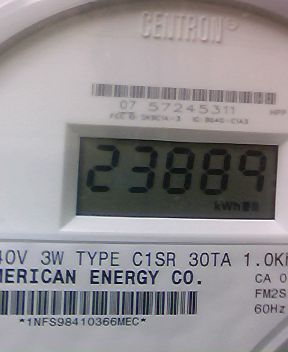 CENTRON
07 57245311
23889
kWh
40V 3W TYPE C1SR 30TA 1.0K
MERICAN ENERGY CO.
CA 0
FM2S
60Hz
*1NFS98410366MEC*